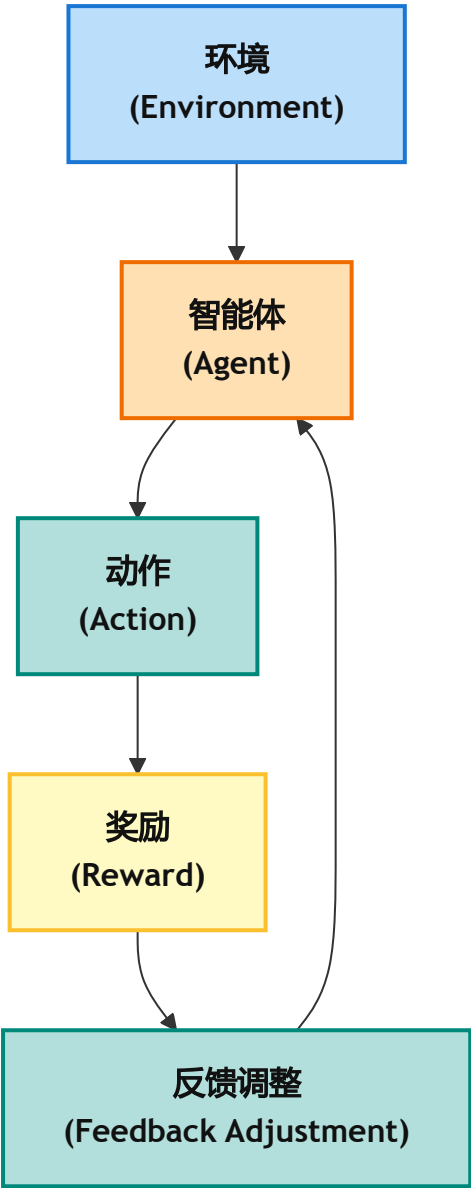 环境
(Environment)
智能体
(Agent)
动作
(Action)
奖励
(Reward)
反馈调整
(Feedback Adjustment)